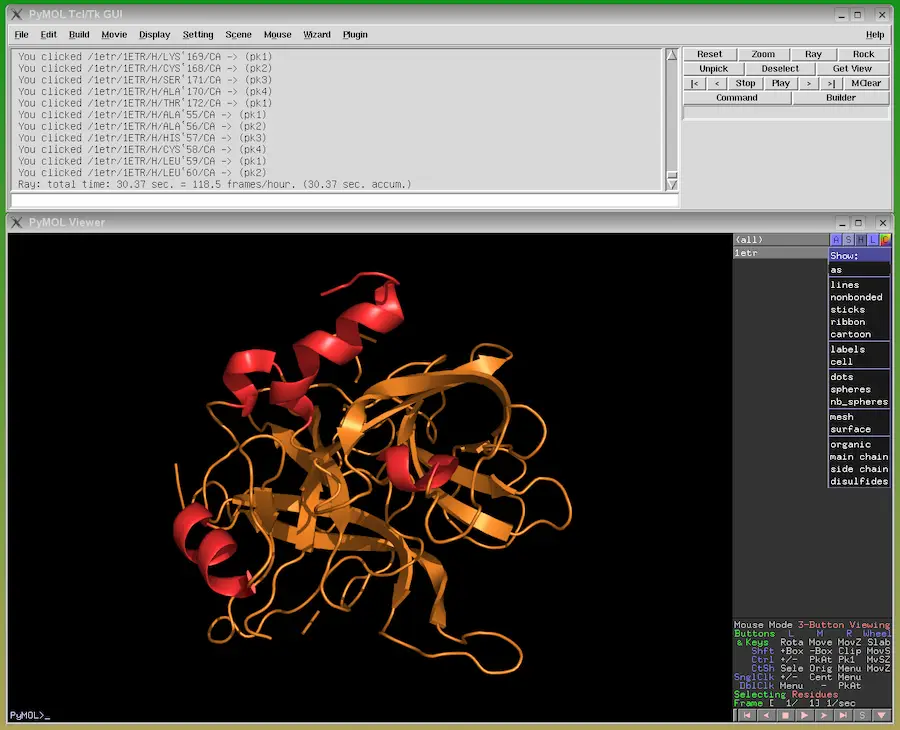 PyMOL Tcl/Tk GUI
File Edit Build Movie Display Setting Scene Mouse Wizard Plugin Help
You clicked /1etr/1ETR/H/LYS`169/CA -> (pk1)
You clicked /1etr/1ETR/H/CYS`168/CA -> (pk2)
You clicked /1etr/1ETR/H/SER`171/CA -> (pk3)
You clicked /1etr/1ETR/H/ALA`170/CA -> (pk4)
You clicked /1etr/1ETR/H/THR`172/CA -> (pk1)
You clicked /1etr/1ETR/H/ALA`55/CA -> (pk1)
You clicked /1etr/1ETR/H/ALA`56/CA -> (pk2)
You clicked /1etr/1ETR/H/HIS`57/CA -> (pk3)
You clicked /1etr/1ETR/H/CYS`58/CA -> (pk4)
You clicked /1etr/1ETR/H/LEU`59/CA -> (pk1)
You clicked /1etr/1ETR/H/LEU`60/CA -> (pk2)
Ray: total time: 30.37 sec. = 118.5 frames/hour. (30.37 sec. accum.)
Reset Zoom Ray Rock
Unpick Deselect Get View
|< < Stop Play > >| MClear
Command Builder
PyMOL Viewer
(all) A S H L C
1etr
Show:
as
lines
nonbonded
sticks
ribbon
cartoon
labels
cell
dots
spheres
nb_spheres
mesh
surface
organic
main chain
side chain
disulfides
Mouse Mode 3-Button Viewing
Buttons L M R Wheel
& Keys Rota Move MovZ Slab
Shft +Box -Box Clip MovS
Ctrl +/- PkAt Pk1 MvSZ
CtSh Sele Orig Menu MovZ
SnglClk +/- Cent Menu
DblClk Menu - PkAt
Selecting Residues
Frame [ 1/ 1] 1/sec
S
PyMOL>_